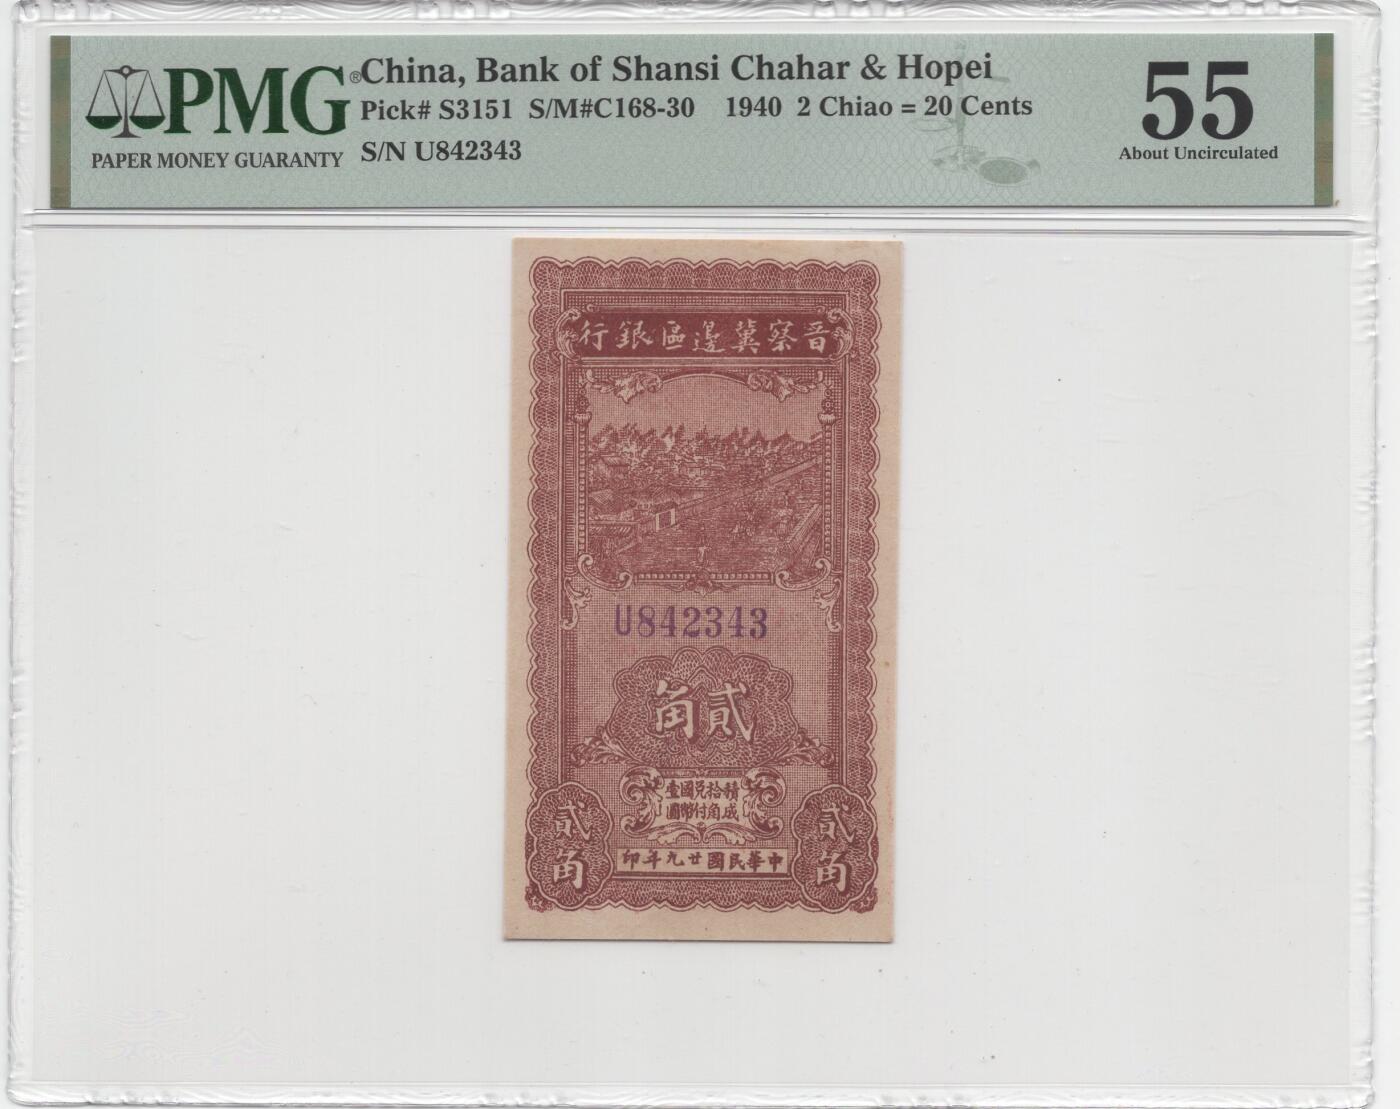 PMG®
PAPER MONEY GUARANTY
China, Bank of Shansi Chahar & Hopei
Pick# S3151 S/M#C168-30 1940 2 Chiao = 20 Cents
S/N U842343
55
About Uncirculated
行銀區邊冀察晉
U842343
角貳
壹國兌拾積
圓幣付角成
貳角
貳角
印年九廿國民華中